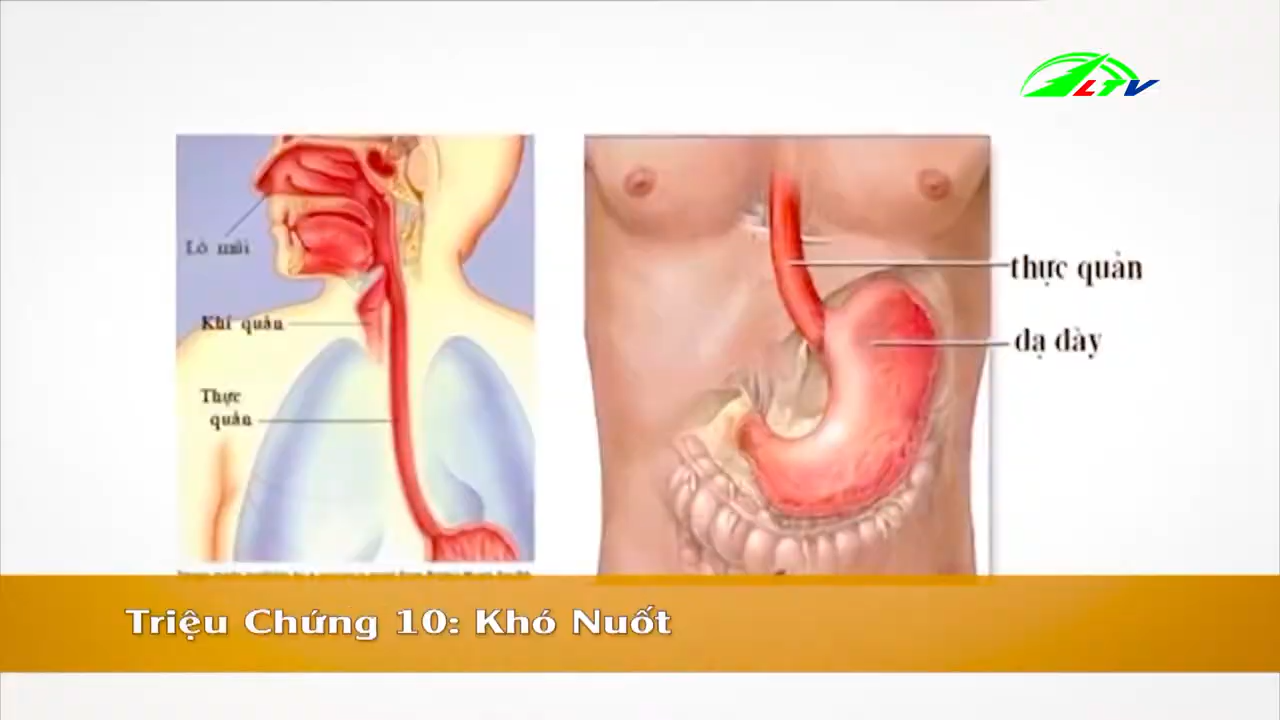 LTV
Lỗ mũi
Khí quản
Thực
quản
thực quản
dạ dày
Triệu Chứng 10: Khó Nuốt